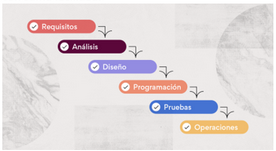 Requisitos
Análisis
Diseño
Programación
Pruebas
Operaciones